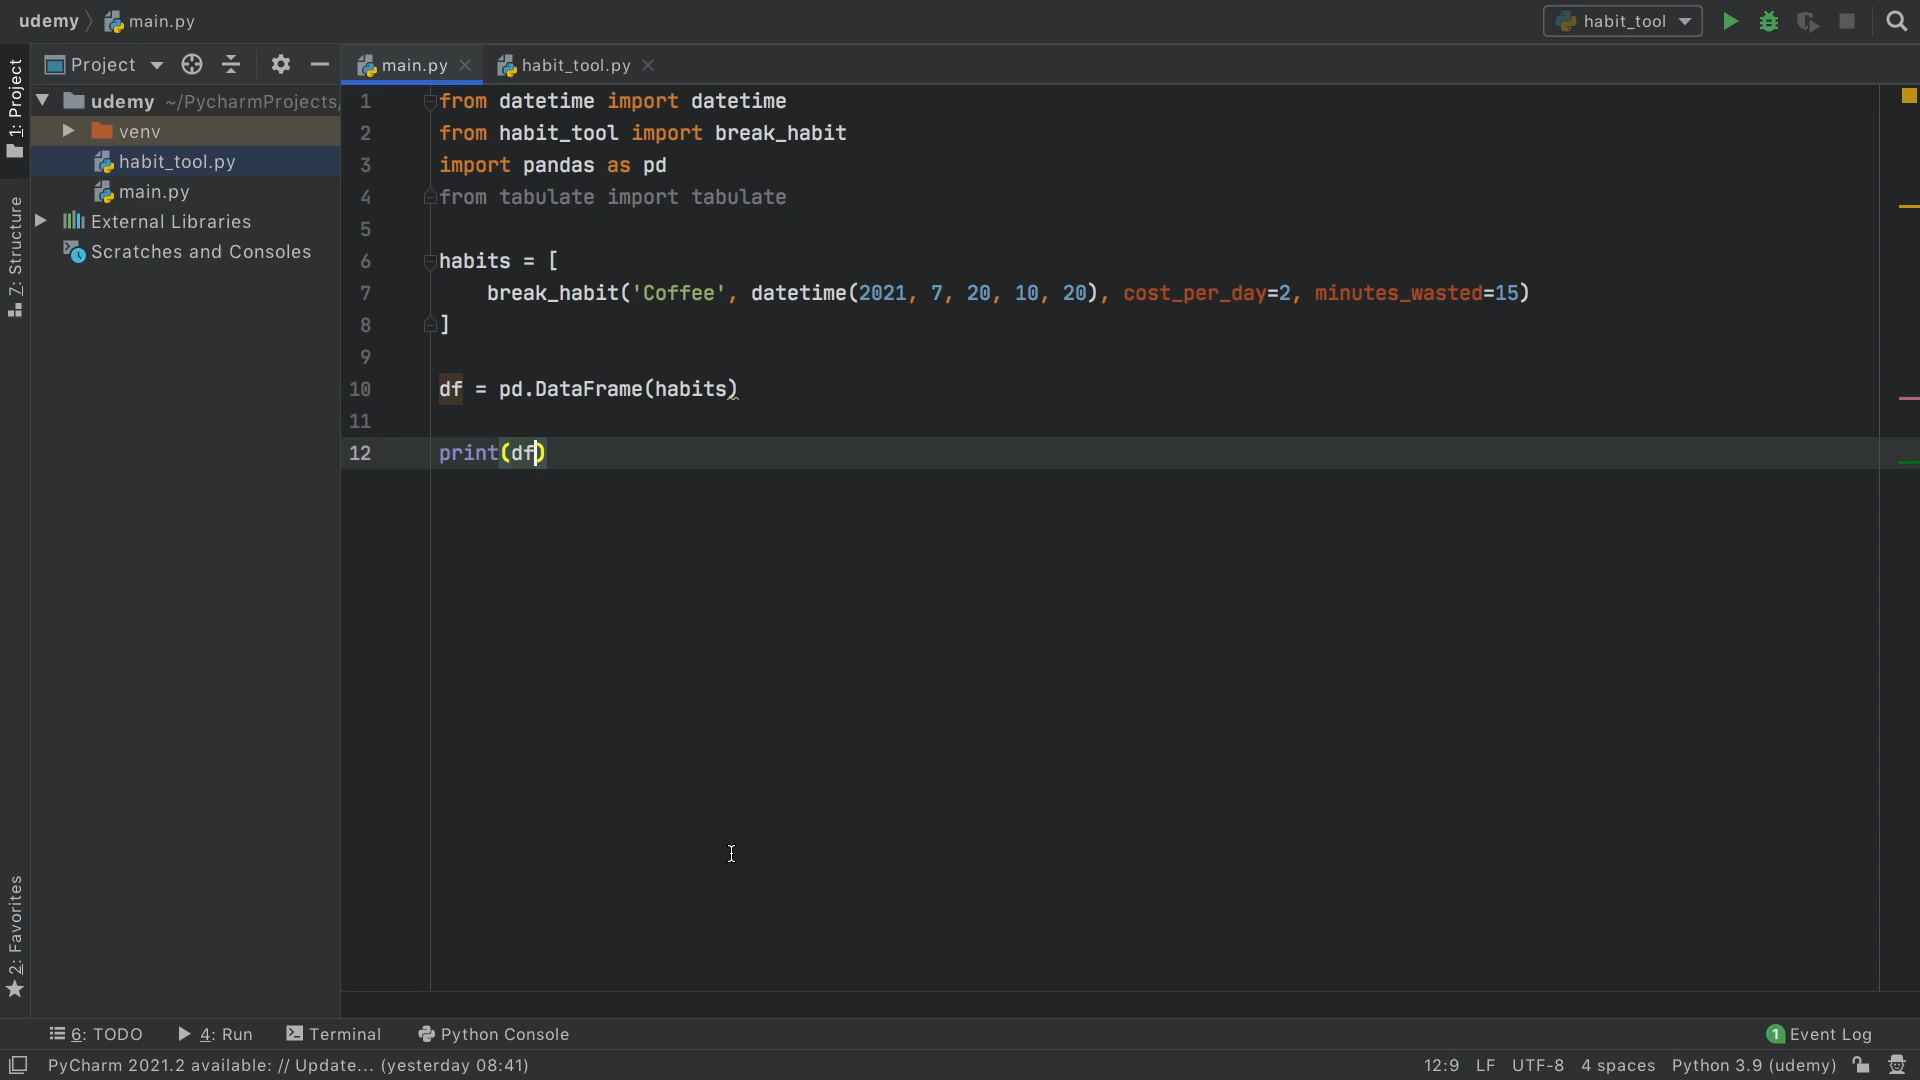 udemy main.py
habit_tool
Project
main.py
habit_tool.py
1: Project
Z: Structure
2: Favorites
udemy ~/PycharmProjects/
venv
habit_tool.py
main.py
External Libraries
Scratches and Consoles
1 from datetime import datetime
2 from habit_tool import break_habit
3 import pandas as pd
4 from tabulate import tabulate
5
6 habits = [
7 break_habit('Coffee', datetime(2021, 7, 20, 10, 20), cost_per_day=2, minutes_wasted=15)
8 ]
9
10 df = pd.DataFrame(habits)
11
12 print(df)
6: TODO
4: Run
Terminal
Python Console
1 Event Log
PyCharm 2021.2 available: // Update... (yesterday 08:41)
12:9 LF UTF-8 4 spaces Python 3.9 (udemy)